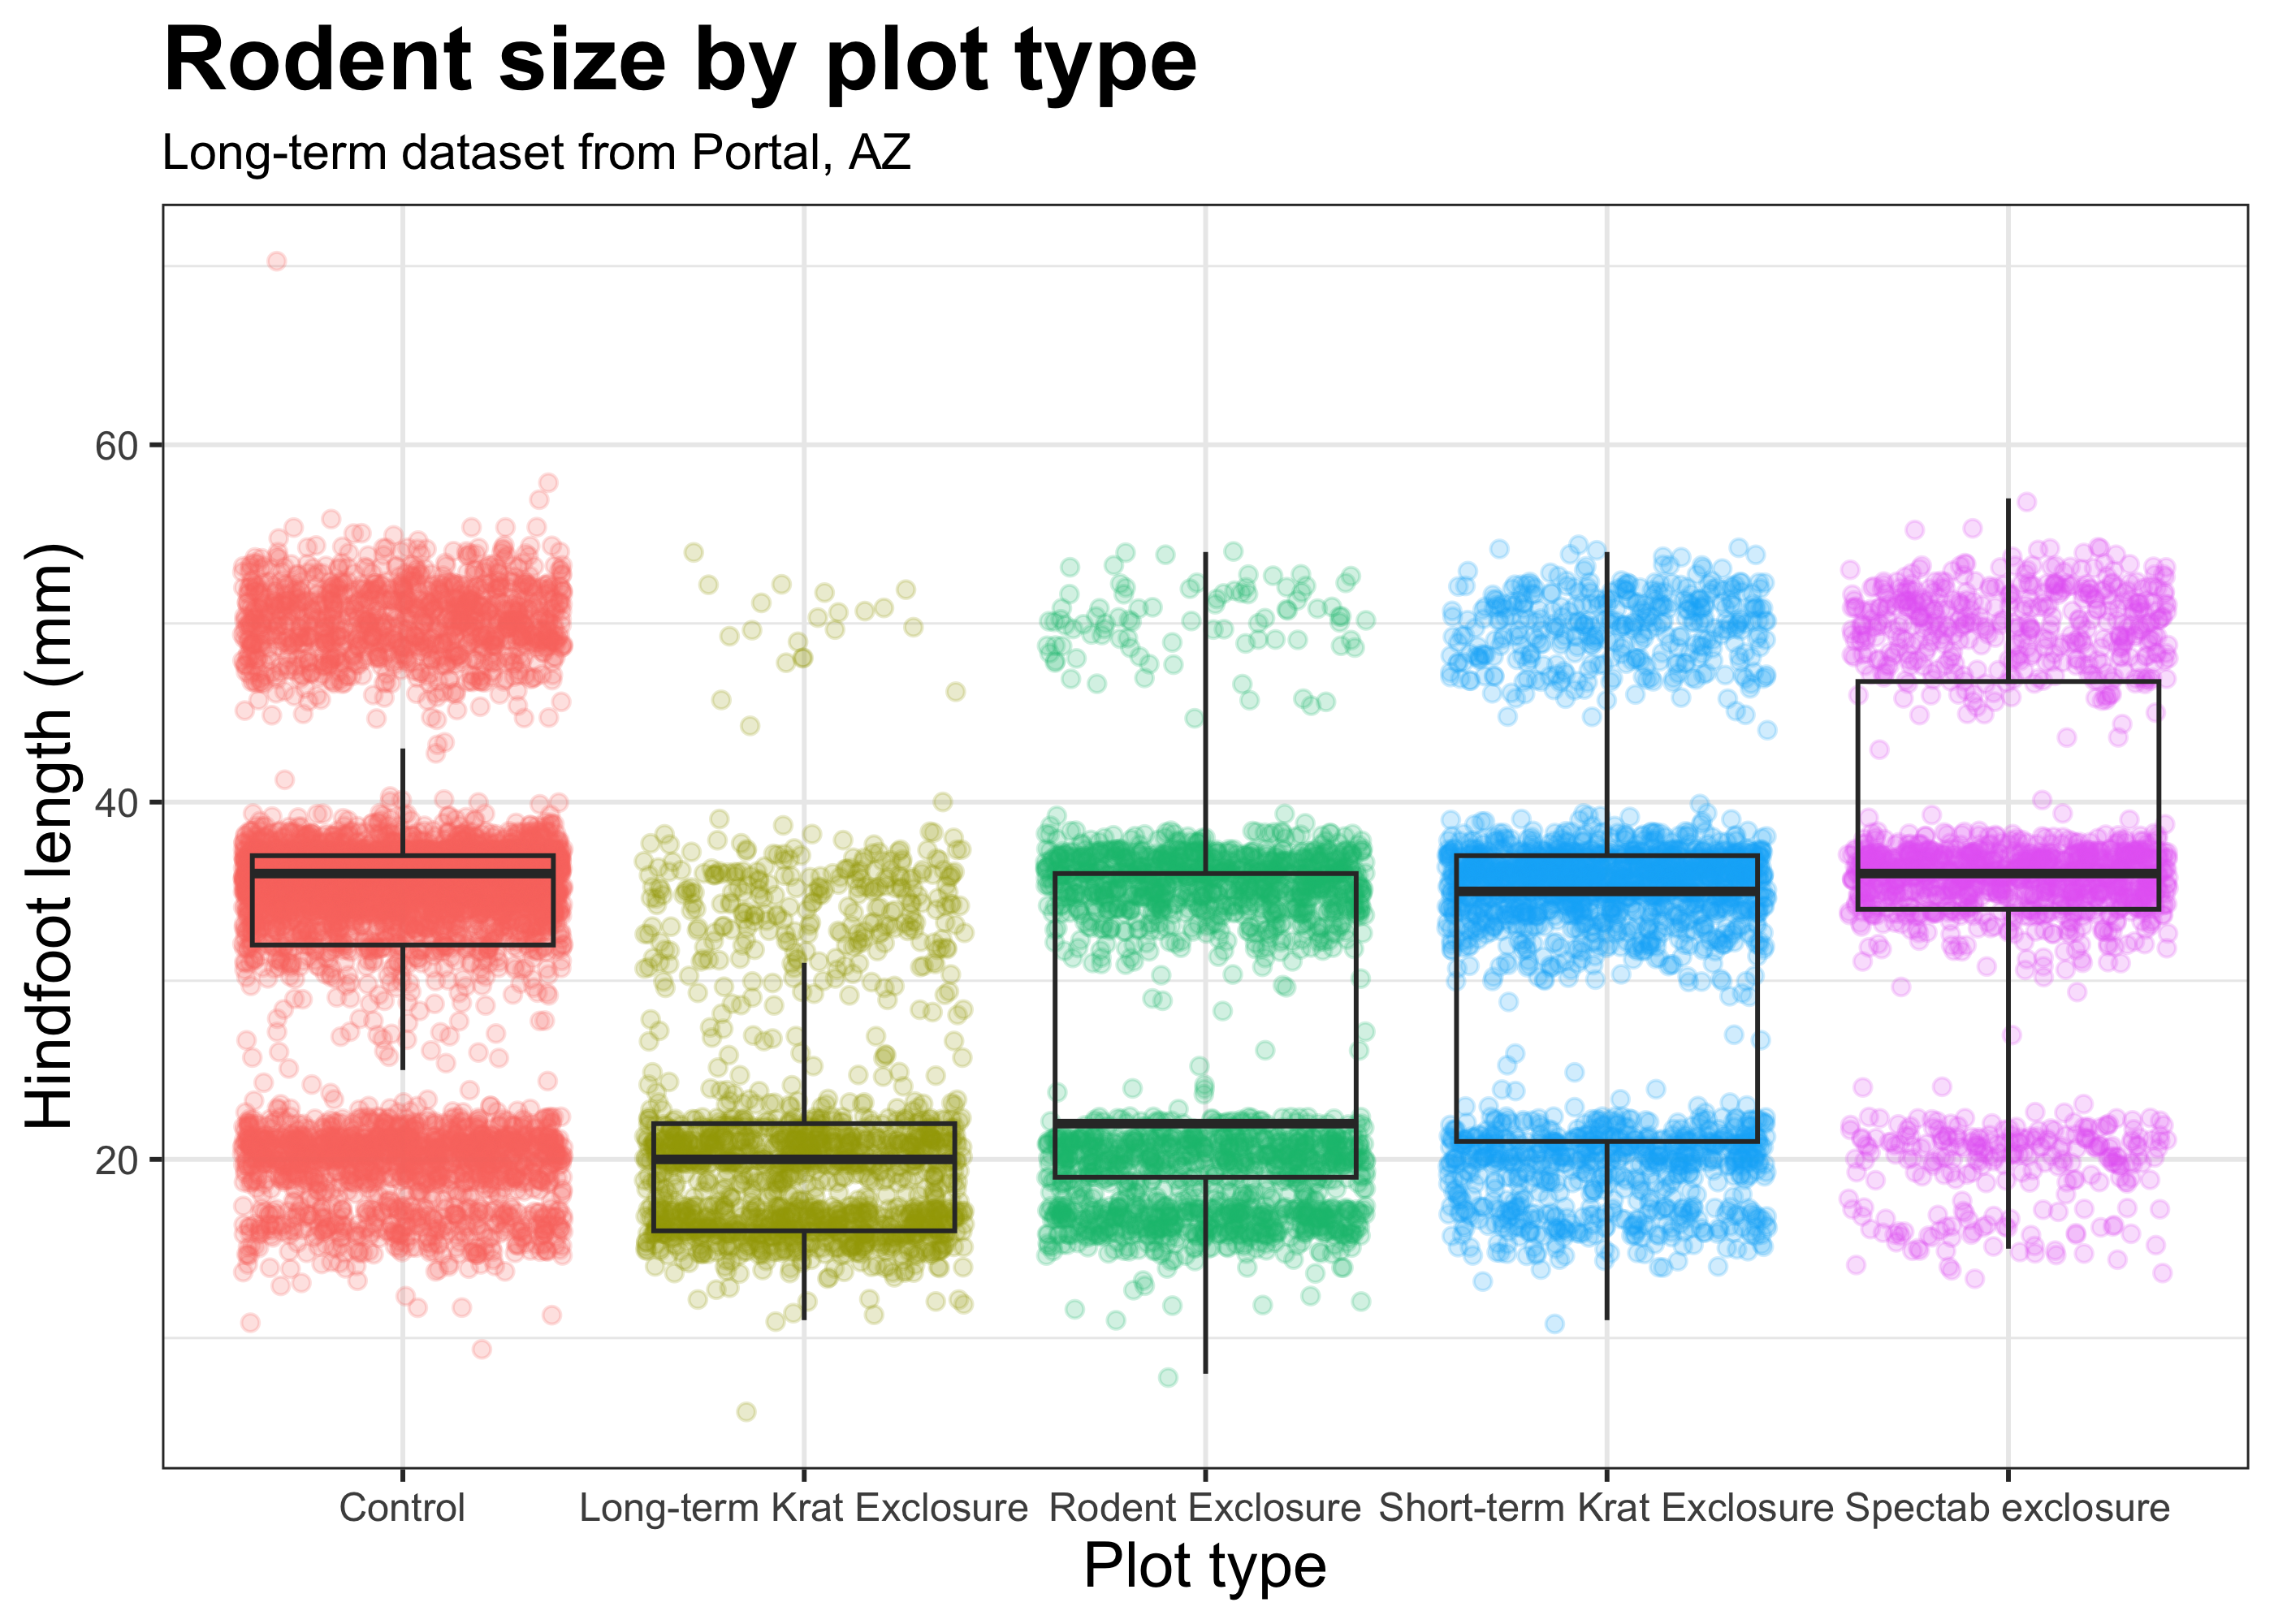 Rodent size by plot type
Long-term dataset from Portal, AZ
Hindfoot length (mm)
60
40
20
Control
Long-term Krat Exclosure
Rodent Exclosure
Short-term Krat Exclosure
Spectab exclosure
Plot type